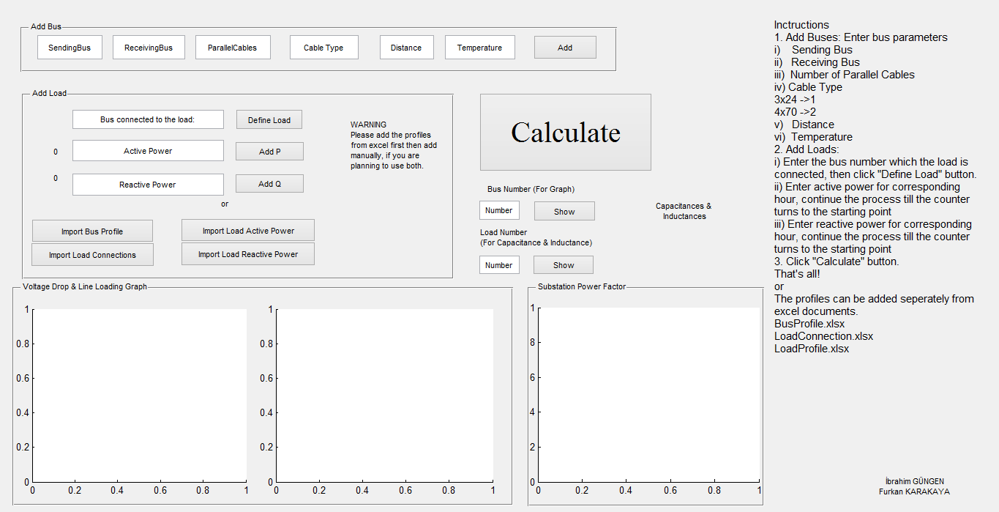 Add Bus
SendingBus
ReceivingBus
ParallelCables
Cable Type
Distance
Temperature
Add
Add Load
Bus connected to the load:
Define Load
0
Active Power
Add P
0
Reactive Power
Add Q
or
WARNING
Please add the profiles
from excel first then add
manually, if you are
planning to use both.
Import Bus Profile
Import Load Active Power
Import Load Connections
Import Load Reactive Power
Calculate
Bus Number (For Graph)
Number
Show
Load Number
(For Capacitance & Inductance)
Number
Show
Capacitances &
Inductances
Voltage Drop & Line Loading Graph
1
0.8
0.6
0.4
0.2
0
0 0.2 0.4 0.6 0.8 1
1
0.8
0.6
0.4
0.2
0
0 0.2 0.4 0.6 0.8 1
Substation Power Factor
1
8
6
4
2
0
0 0.2 0.4 0.6 0.8 1
Inctructions
1. Add Buses: Enter bus parameters
i) Sending Bus
ii) Receiving Bus
iii) Number of Parallel Cables
iv) Cable Type
3x24 ->1
4x70 ->2
v) Distance
vi) Temperature
2. Add Loads:
i) Enter the bus number which the load is
connected, then click "Define Load" button.
ii) Enter active power for corresponding
hour, continue the process till the counter
turns to the starting point
iii) Enter reactive power for corresponding
hour, continue the process till the counter
turns to the starting point
3. Click "Calculate" button.
That's all!
or
The profiles can be added seperately from
excel documents.
BusProfile.xlsx
LoadConnection.xlsx
LoadProfile.xlsx
İbrahim GÜNGEN
Furkan KARAKAYA